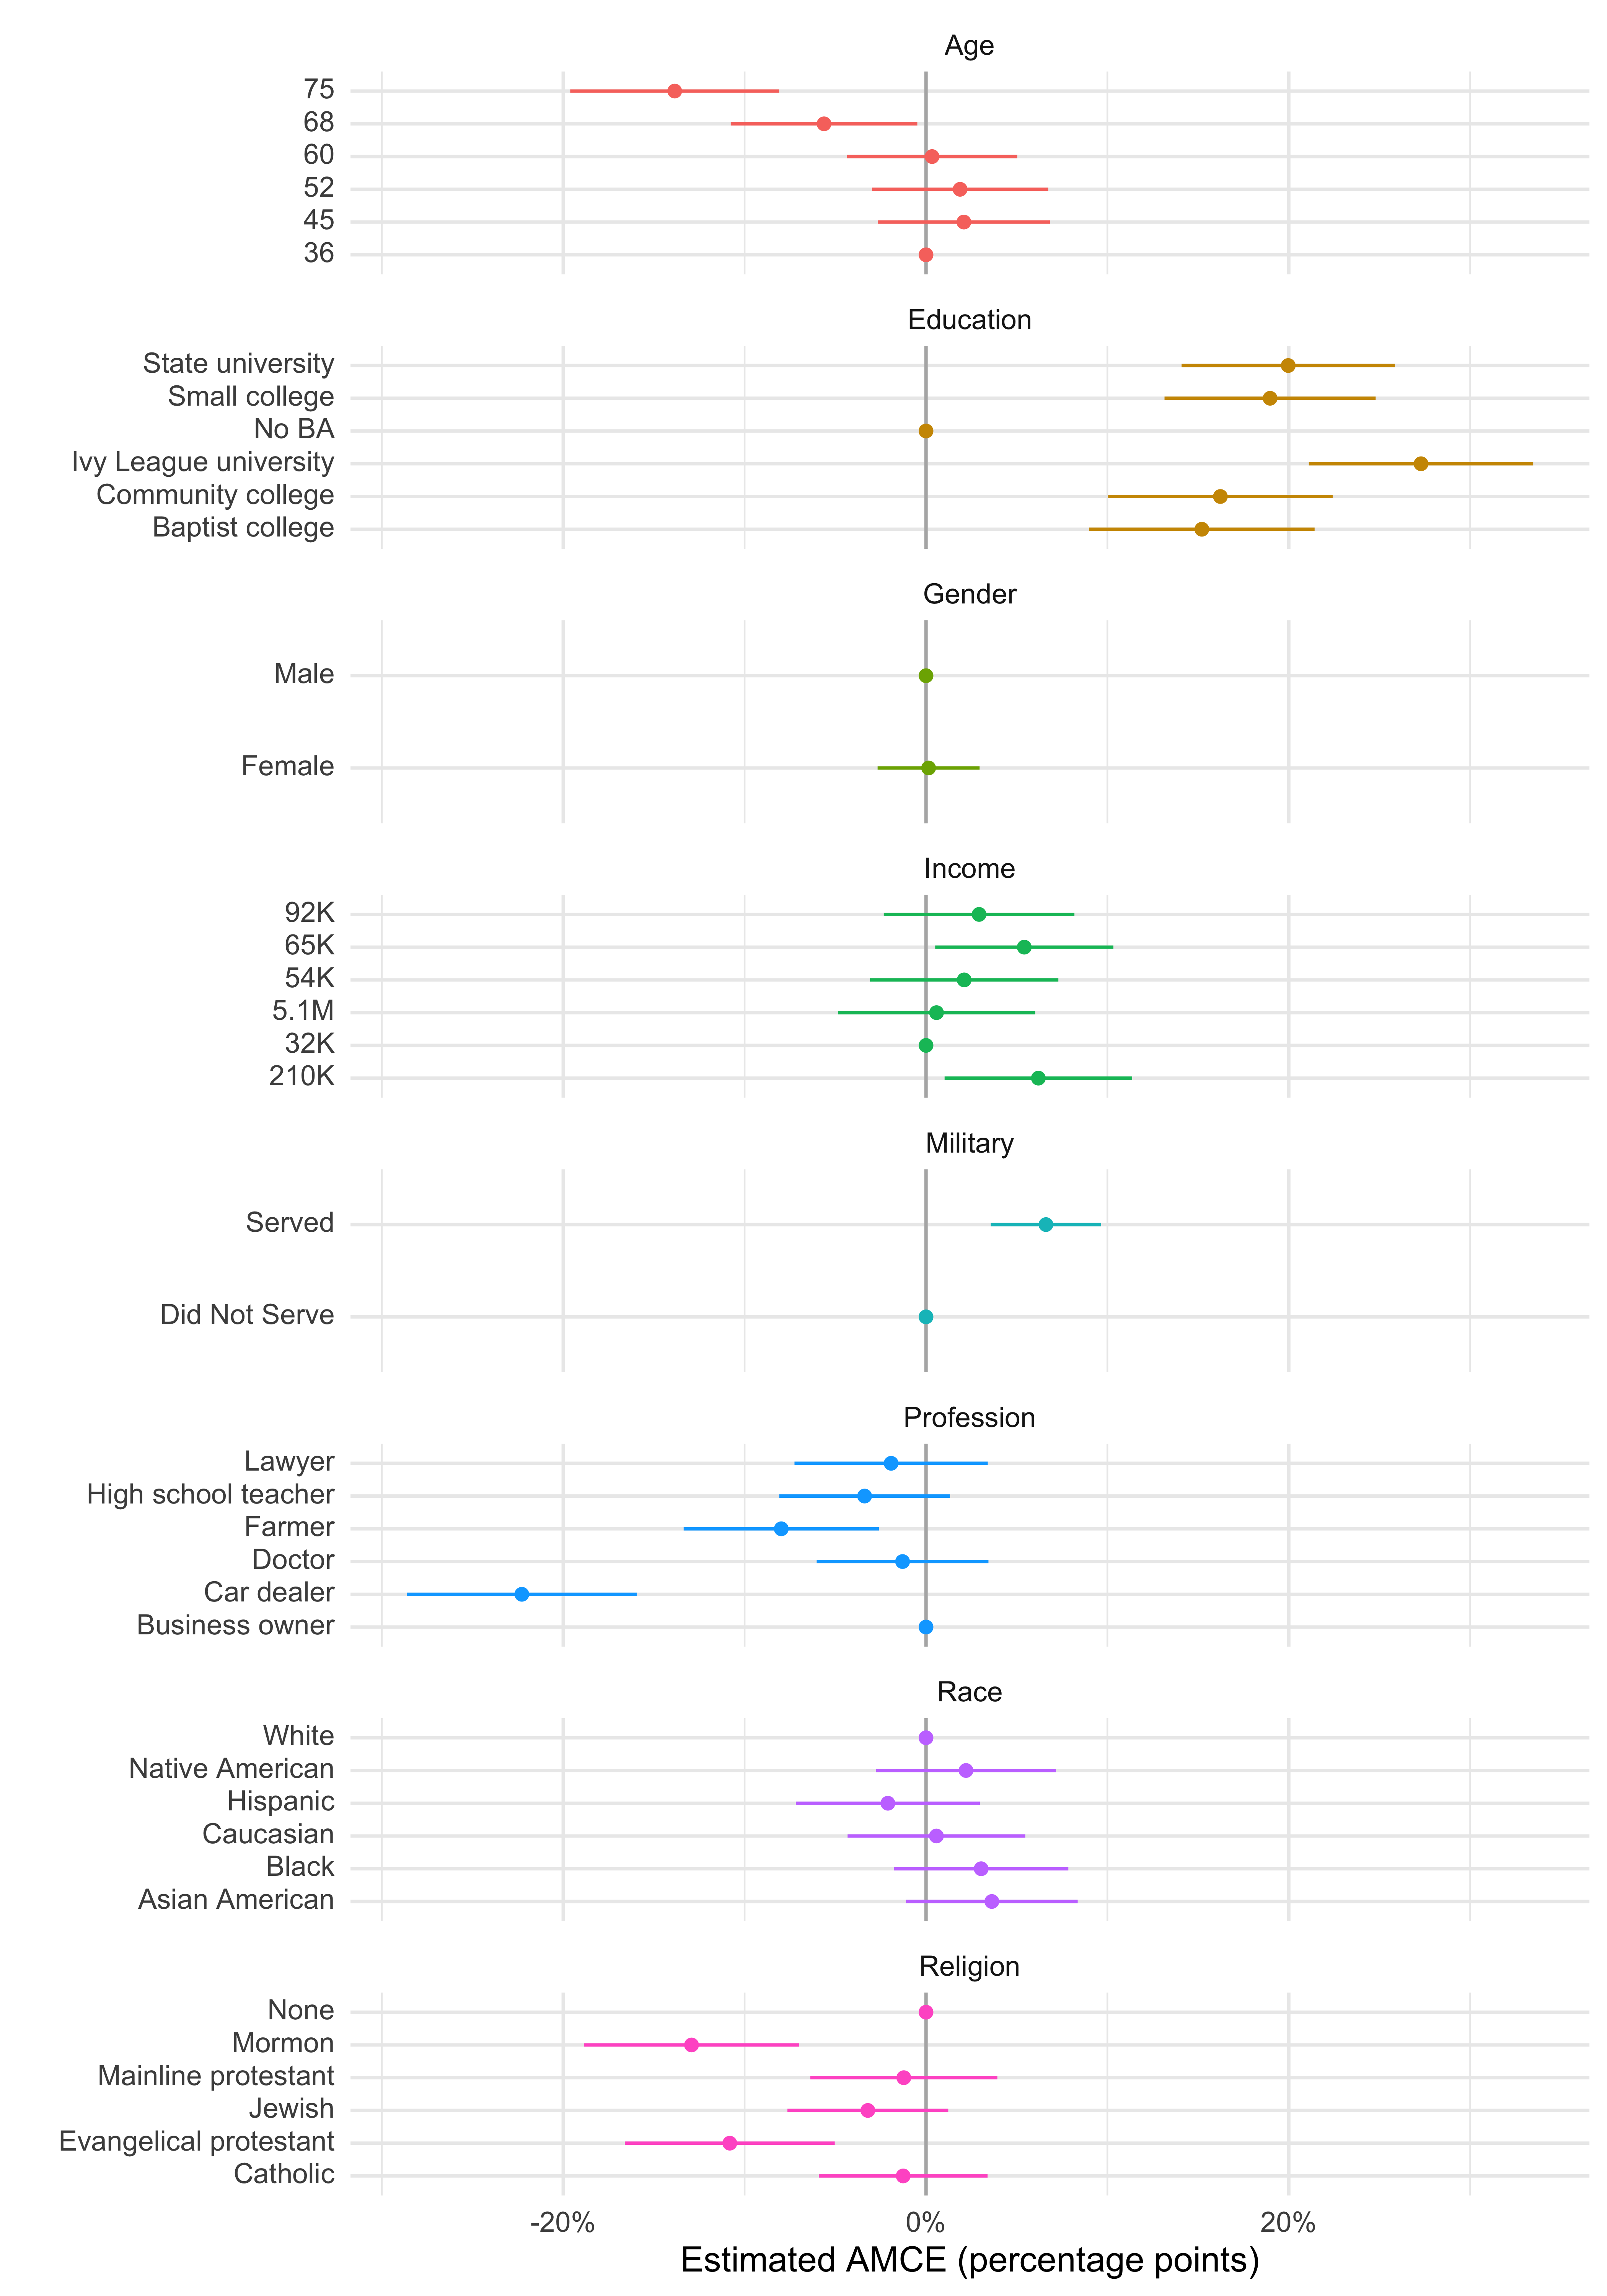 Age
75
68
60
52
45
36
Education
State university
Small college
No BA
Ivy League university
Community college
Baptist college
Gender
Male
Female
Income
92K
65K
54K
5.1M
32K
210K
Military
Served
Did Not Serve
Profession
Lawyer
High school teacher
Farmer
Doctor
Car dealer
Business owner
Race
White
Native American
Hispanic
Caucasian
Black
Asian American
Religion
None
Mormon
Mainline protestant
Jewish
Evangelical protestant
Catholic
-20% 0% 20%
Estimated AMCE (percentage points)